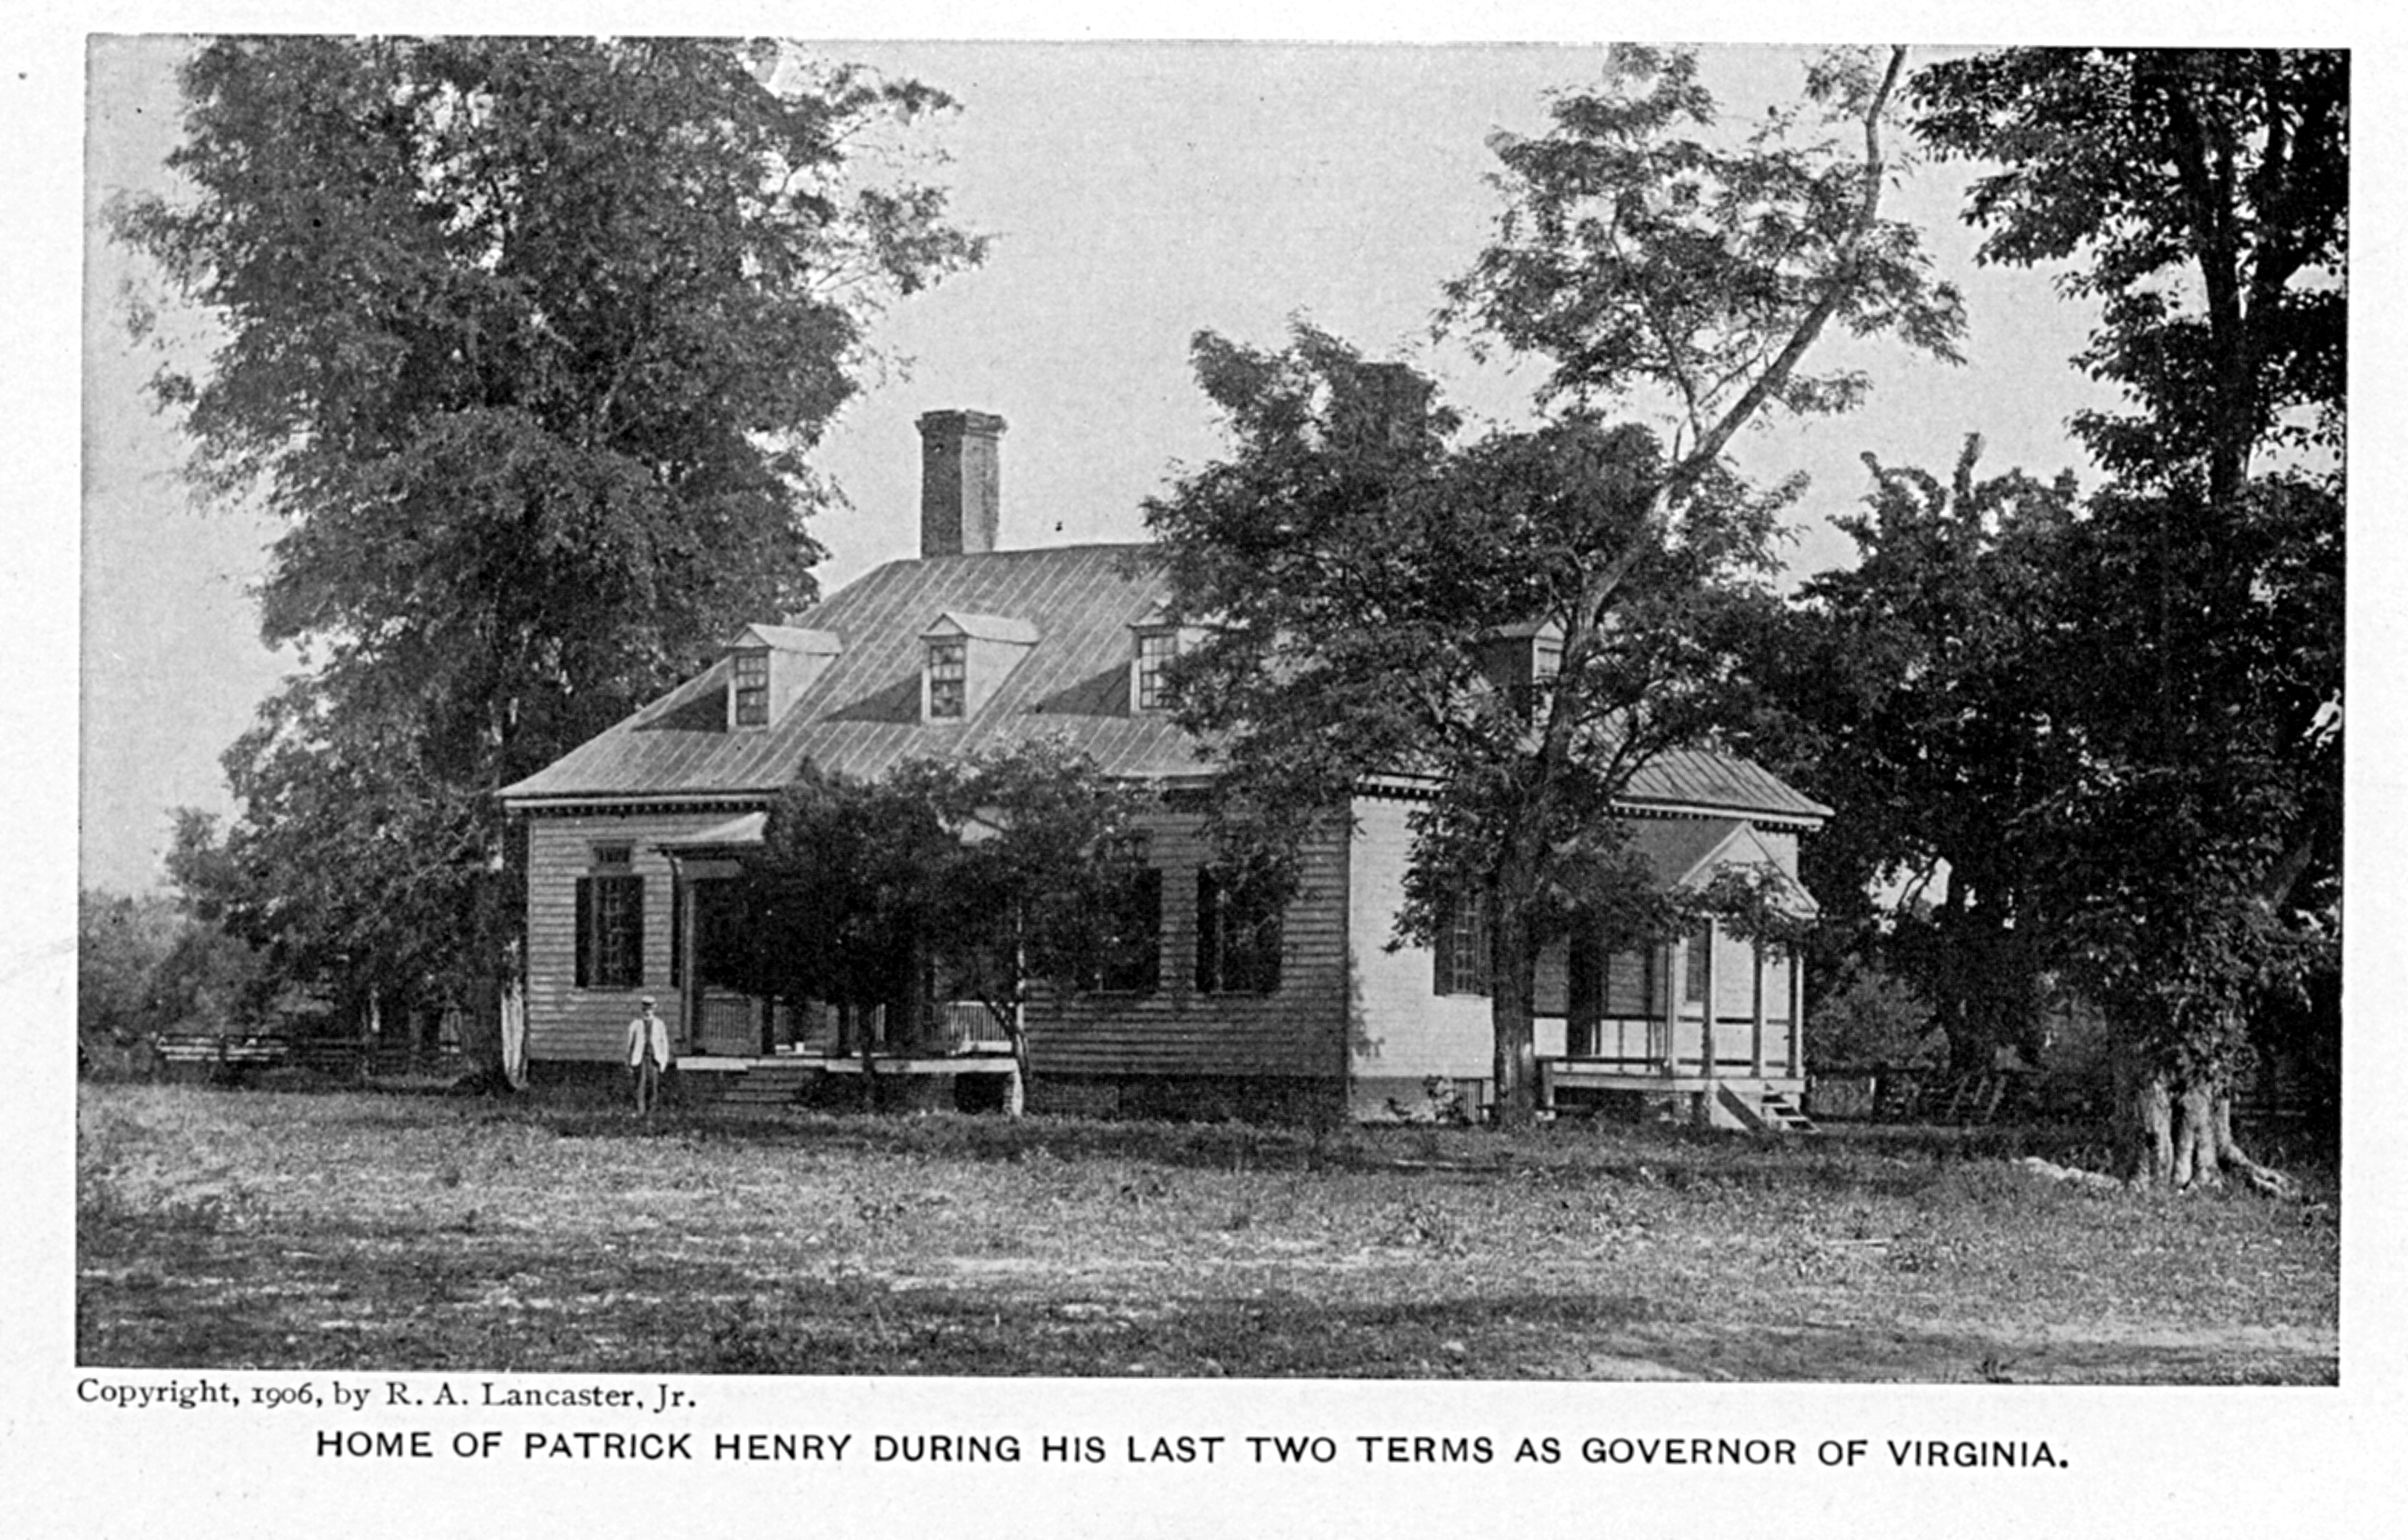 Copyright, 1906, by R. A. Lancaster, Jr.
HOME OF PATRICK HENRY DURING HIS LAST TWO TERMS AS GOVERNOR OF VIRGINIA.